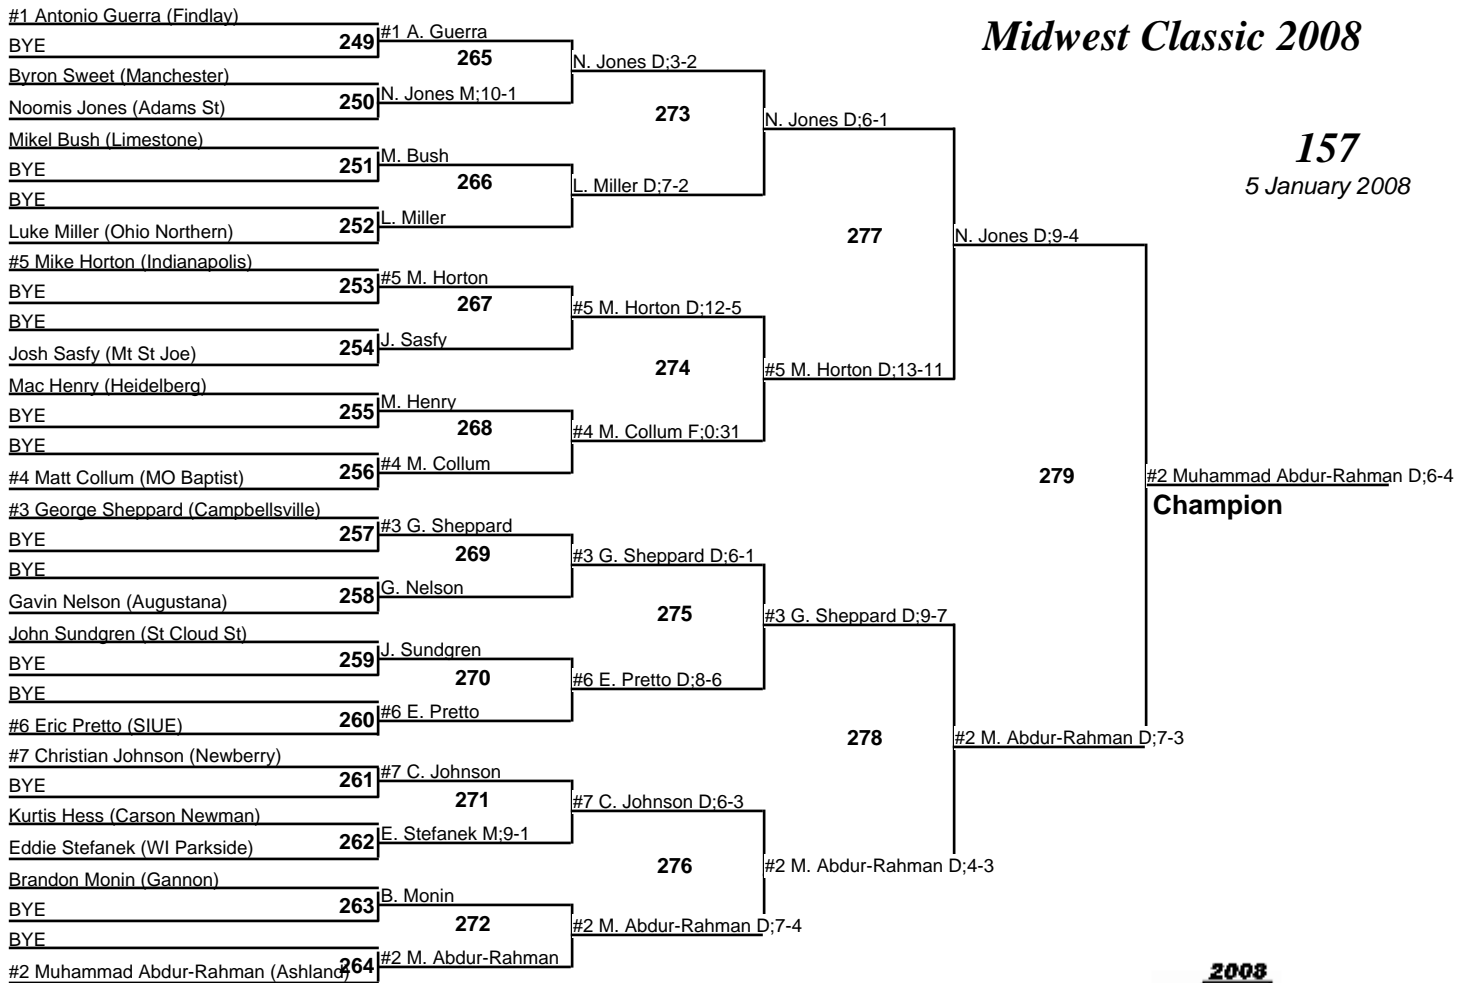 Midwest Classic 2008
157
5 January 2008
#1 Antonio Guerra (Findlay)
BYE
249
Byron Sweet (Manchester)
Noomis Jones (Adams St)
250
Mikel Bush (Limestone)
BYE
251
BYE
Luke Miller (Ohio Northern)
252
#5 Mike Horton (Indianapolis)
BYE
253
BYE
Josh Sasfy (Mt St Joe)
254
Mac Henry (Heidelberg)
BYE
255
BYE
#4 Matt Collum (MO Baptist)
256
#3 George Sheppard (Campbellsville)
BYE
257
BYE
Gavin Nelson (Augustana)
258
John Sundgren (St Cloud St)
BYE
259
BYE
#6 Eric Pretto (SIUE)
260
#7 Christian Johnson (Newberry)
BYE
261
Kurtis Hess (Carson Newman)
Eddie Stefanek (WI Parkside)
262
Brandon Monin (Gannon)
BYE
263
BYE
#2 Muhammad Abdur-Rahman (Ashland)
264
#1 A. Guerra
265
N. Jones M;10-1
M. Bush
266
L. Miller
#5 M. Horton
267
J. Sasfy
M. Henry
268
#4 M. Collum
#3 G. Sheppard
269
G. Nelson
J. Sundgren
270
#6 E. Pretto
#7 C. Johnson
271
E. Stefanek M;9-1
B. Monin
272
#2 M. Abdur-Rahman
N. Jones D;3-2
273
L. Miller D;7-2
#5 M. Horton D;12-5
274
#4 M. Collum F;0:31
#3 G. Sheppard D;6-1
275
#6 E. Pretto D;8-6
#7 C. Johnson D;6-3
276
#2 M. Abdur-Rahman D;7-4
N. Jones D;6-1
277
#5 M. Horton D;13-11
#3 G. Sheppard D;9-7
278
#2 M. Abdur-Rahman D;4-3
N. Jones D;9-4
279
#2 M. Abdur-Rahman D;7-3
#2 Muhammad Abdur-Rahman D;6-4
Champion
2008